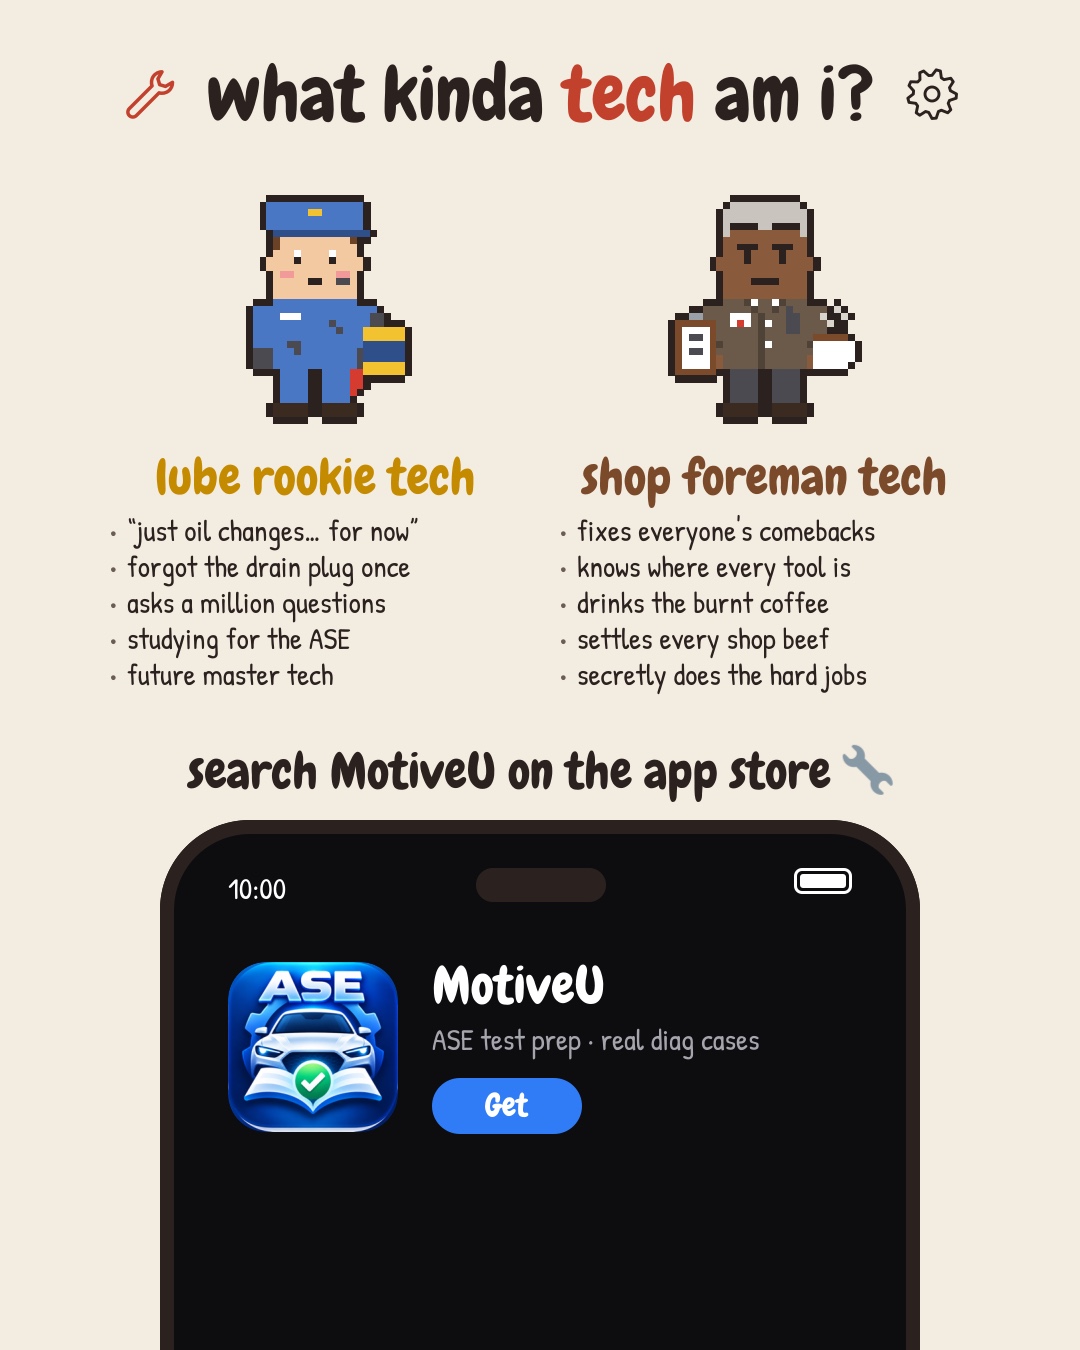 what kinda tech am i?
lube rookie tech
• "just oil changes... for now"
• forgot the drain plug once
• asks a million questions
• studying for the ASE
• future master tech
shop foreman tech
• fixes everyone's comebacks
• knows where every tool is
• drinks the burnt coffee
• settles every shop beef
• secretly does the hard jobs
search MotiveU on the app store 🔧
10:00
ASE
MotiveU
ASE test prep · real diag cases
Get